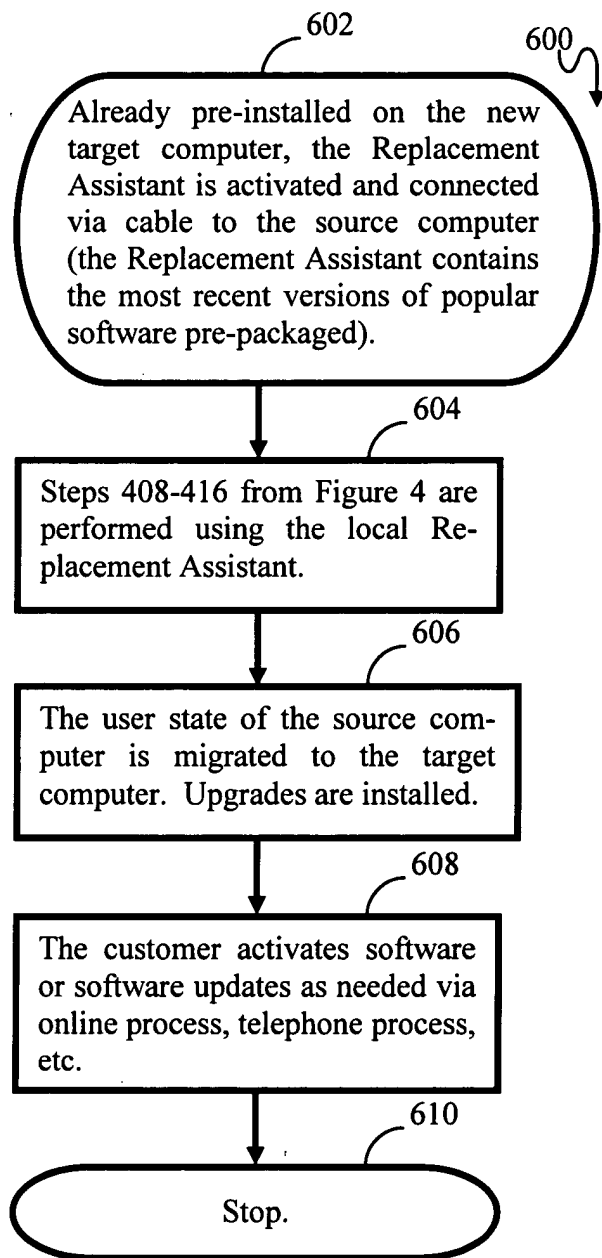 602
600
Already pre-installed on the new
target computer, the Replacement
Assistant is activated and connected
via cable to the source computer
(the Replacement Assistant contains
the most recent versions of popular
software pre-packaged).
604
Steps 408-416 from Figure 4 are
performed using the local Re-
placement Assistant.
606
The user state of the source com-
puter is migrated to the target
computer. Upgrades are installed.
608
The customer activates software
or software updates as needed via
online process, telephone process,
etc.
610
Stop.